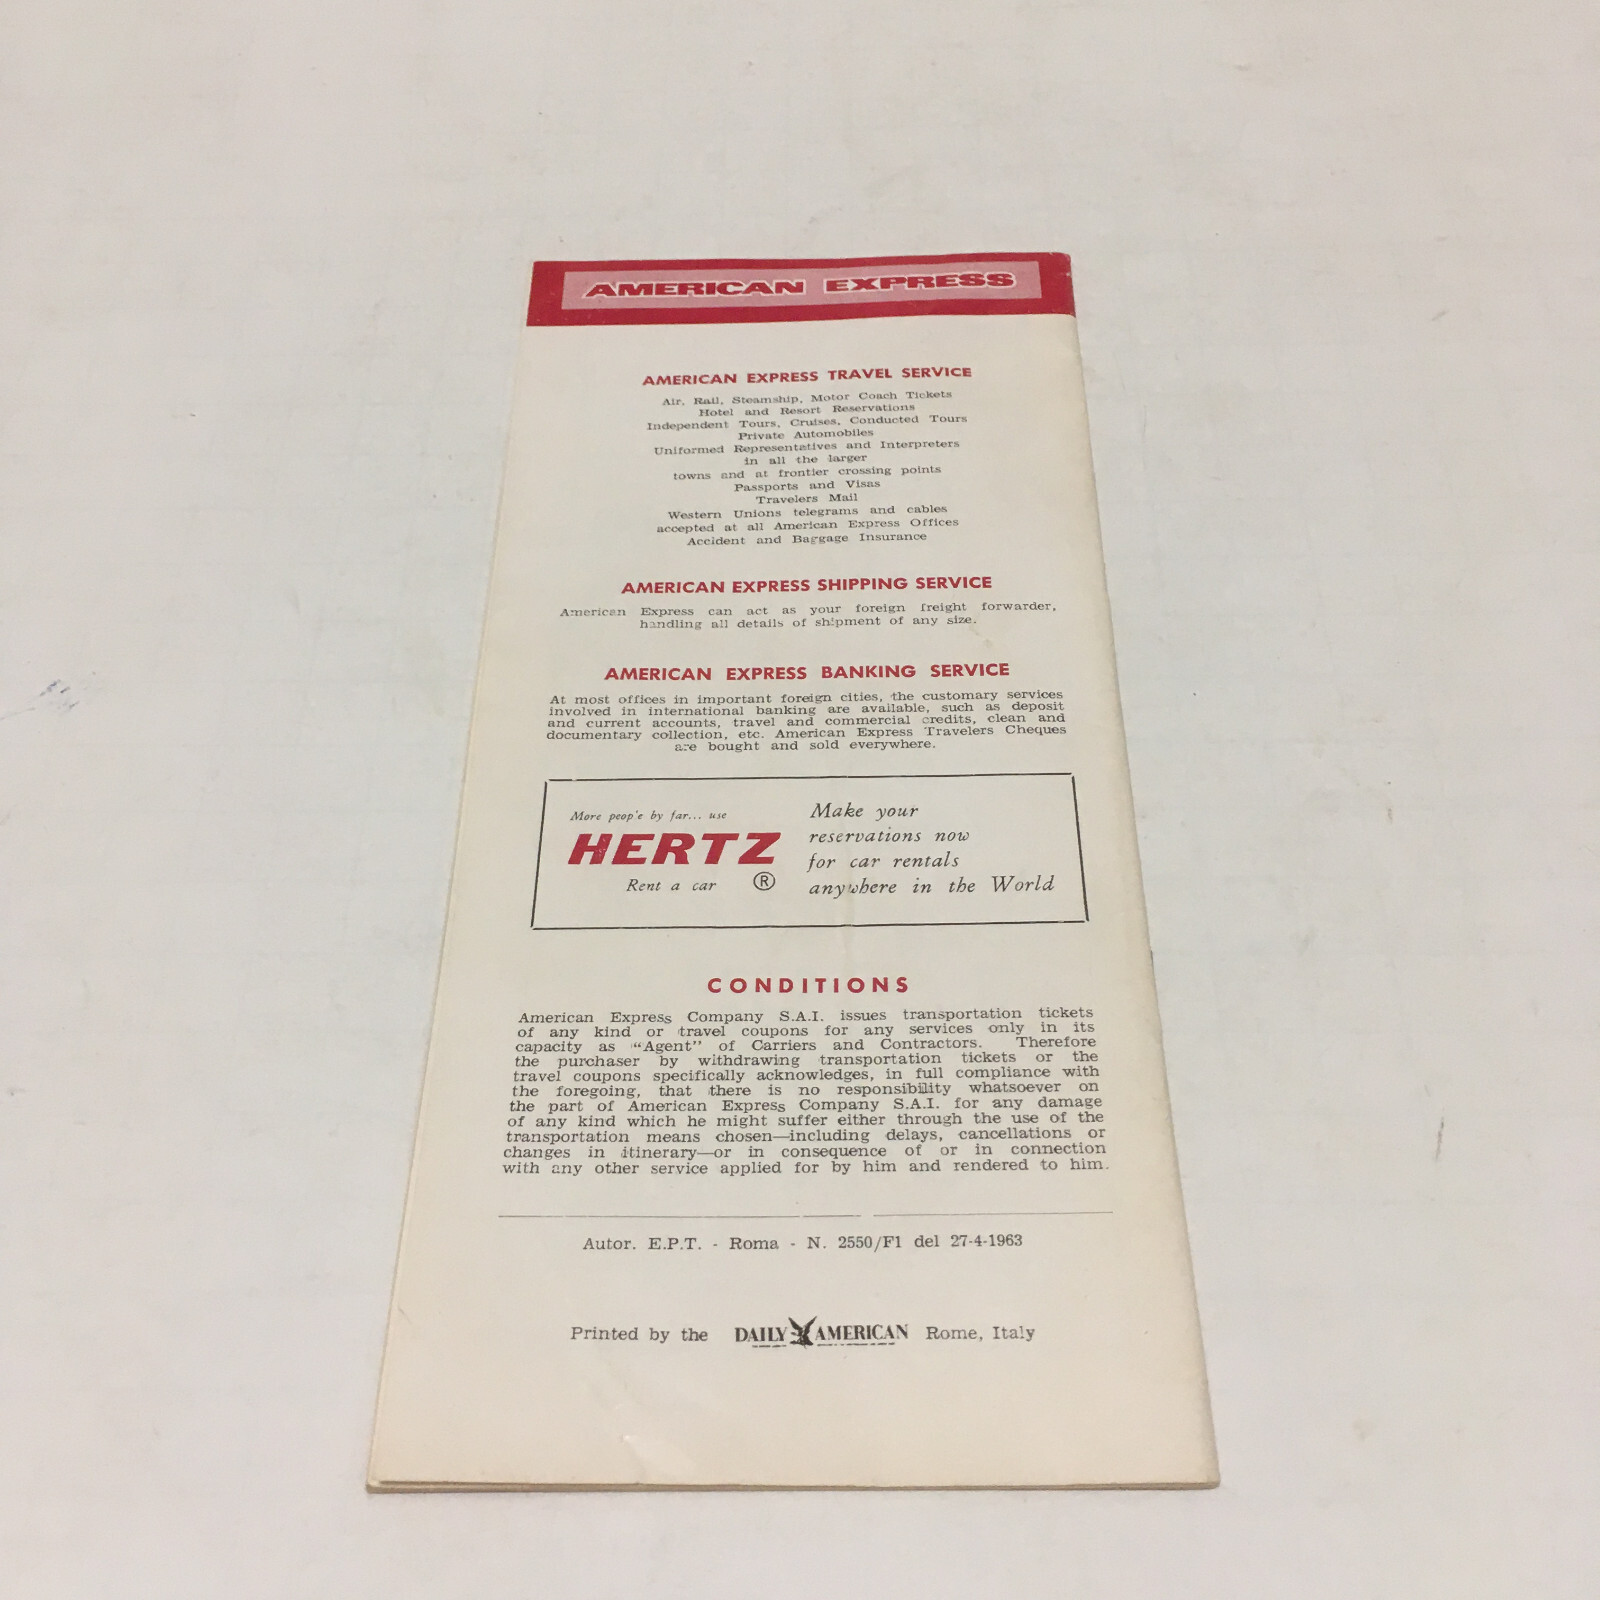 AMERICAN EXPRESS
AMERICAN EXPRESS TRAVEL SERVICE
Air, Rail, Steamship, Motor Coach Tickets
Hotel and Resort Reservations
Independent Tours, Cruises, Conducted Tours
Private Automobiles
Uniformed Representatives and Interpreters
in all the larger
towns and at frontier crossing points
Passports and Visas
Travelers Mail
Western Unions telegrams and cables
accepted at all American Express Offices
Accident and Baggage Insurance
AMERICAN EXPRESS SHIPPING SERVICE
American Express can act as your foreign freight forwarder,
handling all details of shipment of any size.
AMERICAN EXPRESS BANKING SERVICE
At most offices in important foreign cities, the customary services
involved in international banking are available, such as deposit
and current accounts, travel and commercial credits, clean and
documentary collection, etc. American Express Travelers Cheques
are bought and sold everywhere.
More peop'e by far... use
HERTZ
Rent a car ®
Make your
reservations now
for car rentals
anywhere in the World
CONDITIONS
American Express Company S.A.I. issues transportation tickets
of any kind or travel coupons for any services only in its
capacity as "Agent" of Carriers and Contractors. Therefore
the purchaser by withdrawing transportation tickets or the
travel coupons specifically acknowledges, in full compliance with
the foregoing, that there is no responsibility whatsoever on
the part of American Express Company S.A.I. for any damage
of any kind which he might suffer either through the use of the
transportation means chosen—including delays, cancellations or
changes in itinerary—or in consequence of or in connection
with any other service applied for by him and rendered to him.
Autor. E.P.T. - Roma - N. 2550/F1 del 27-4-1963
Printed by the DAILY AMERICAN Rome, Italy